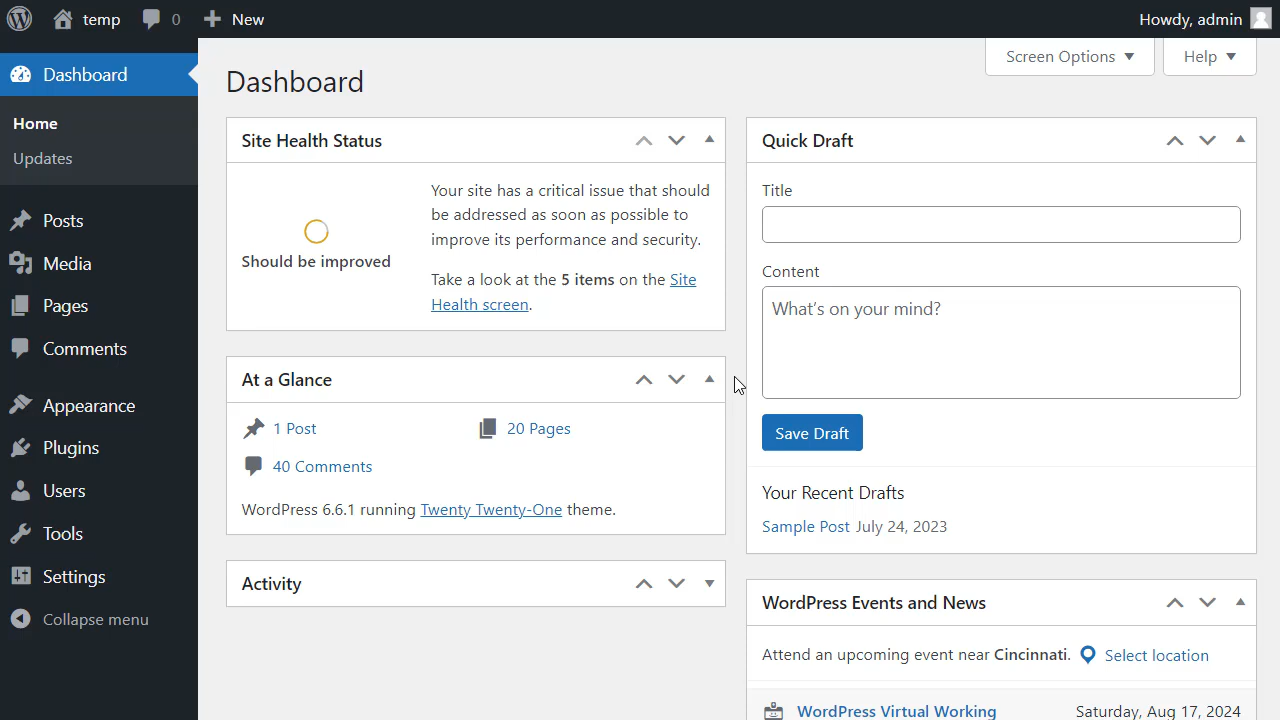 temp
0
New
Howdy, admin
Dashboard
Home
Updates
Posts
Media
Pages
Comments
Appearance
Plugins
Users
Tools
Settings
Collapse menu
Screen Options
Help
Dashboard
Site Health Status
Should be improved
Your site has a critical issue that should
be addressed as soon as possible to
improve its performance and security.
Take a look at the 5 items on the Site
Health screen.
At a Glance
1 Post
20 Pages
40 Comments
WordPress 6.6.1 running Twenty Twenty-One theme.
Activity
Quick Draft
Title
Content
What's on your mind?
Save Draft
Your Recent Drafts
Sample Post July 24, 2023
WordPress Events and News
Attend an upcoming event near Cincinnati. Select location
WordPress Virtual Working
Saturday, Aug 17, 2024